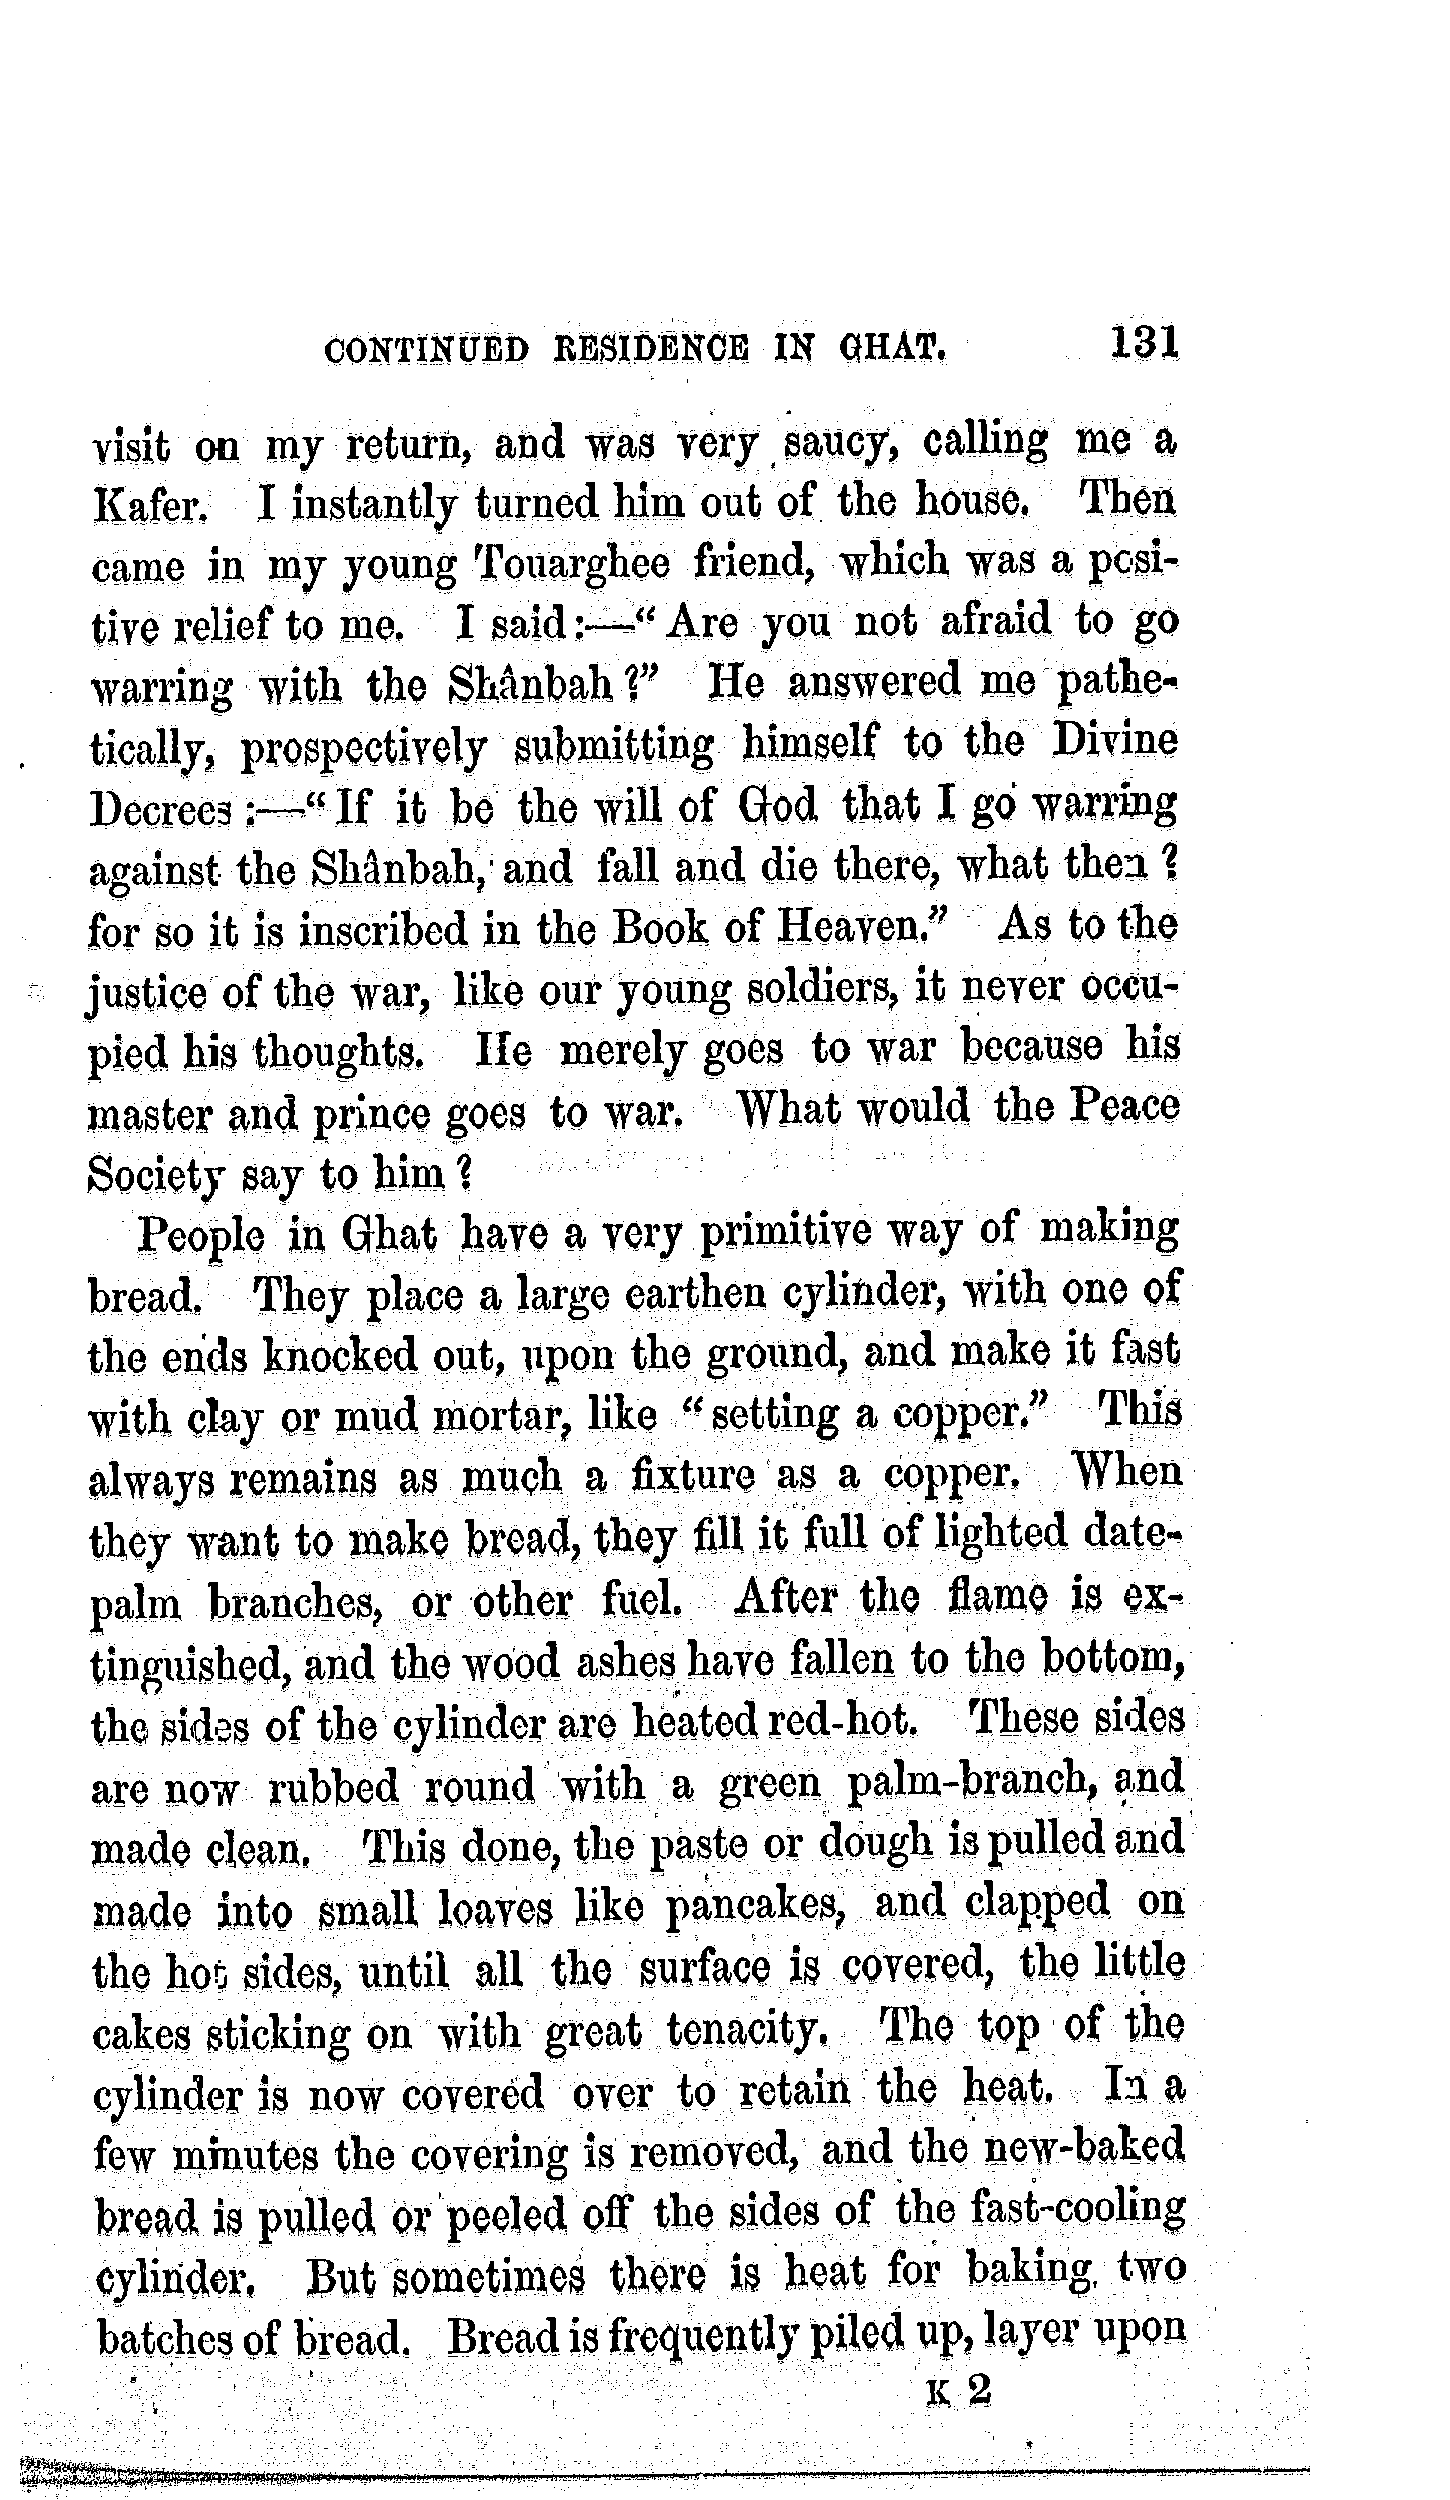 CONTINUED RESIDENCE IN GHAT. 131
visit on my return, and was very saucy, calling me a
Kafer. I instantly turned him out of the house. Then
came in my young Touarghee friend, which was a posi-
tive relief to me. I said:—“Are you not afraid to go
warring with the Shânbah?” He answered me pathe-
tically, prospectively submitting himself to the Divine
Decrees:—“If it be the will of God that I go warring
against the Shânbah, and fall and die there, what then?
for so it is inscribed in the Book of Heaven.” As to the
justice of the war, like our young soldiers, it never occu-
pied his thoughts. He merely goes to war because his
master and prince goes to war. What would the Peace
Society say to him?
People in Ghat have a very primitive way of making
bread. They place a large earthen cylinder, with one of
the ends knocked out, upon the ground, and make it fast
with clay or mud mortar, like “setting a copper.” This
always remains as much a fixture as a copper. When
they want to make bread, they fill it full of lighted date-
palm branches, or other fuel. After the flame is ex-
tinguished, and the wood ashes have fallen to the bottom,
the sides of the cylinder are heated red-hot. These sides
are now rubbed round with a green palm-branch, and
made clean. This done, the paste or dough is pulled and
made into small loaves like pancakes, and clapped on
the hot sides, until all the surface is covered, the little
cakes sticking on with great tenacity. The top of the
cylinder is now covered over to retain the heat. In a
few minutes the covering is removed, and the new-baked
bread is pulled or peeled off the sides of the fast-cooling
cylinder. But sometimes there is heat for baking two
batches of bread. Bread is frequently piled up, layer upon
K 2